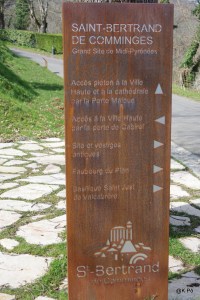 SAINT-BERTRAND
DE COMMINGES
Grand Site de Midi-Pyrénées
Accès piéton à la Ville
Haute et à la cathédrale
par la Porte Majou
Accès à la Ville Haute
par la porte de Cabirol
Site et vestiges
antiques
Faubourg du Plan
Basilique Saint Just
de Valcabrère
St-Bertrand
de Comminges
@K Po